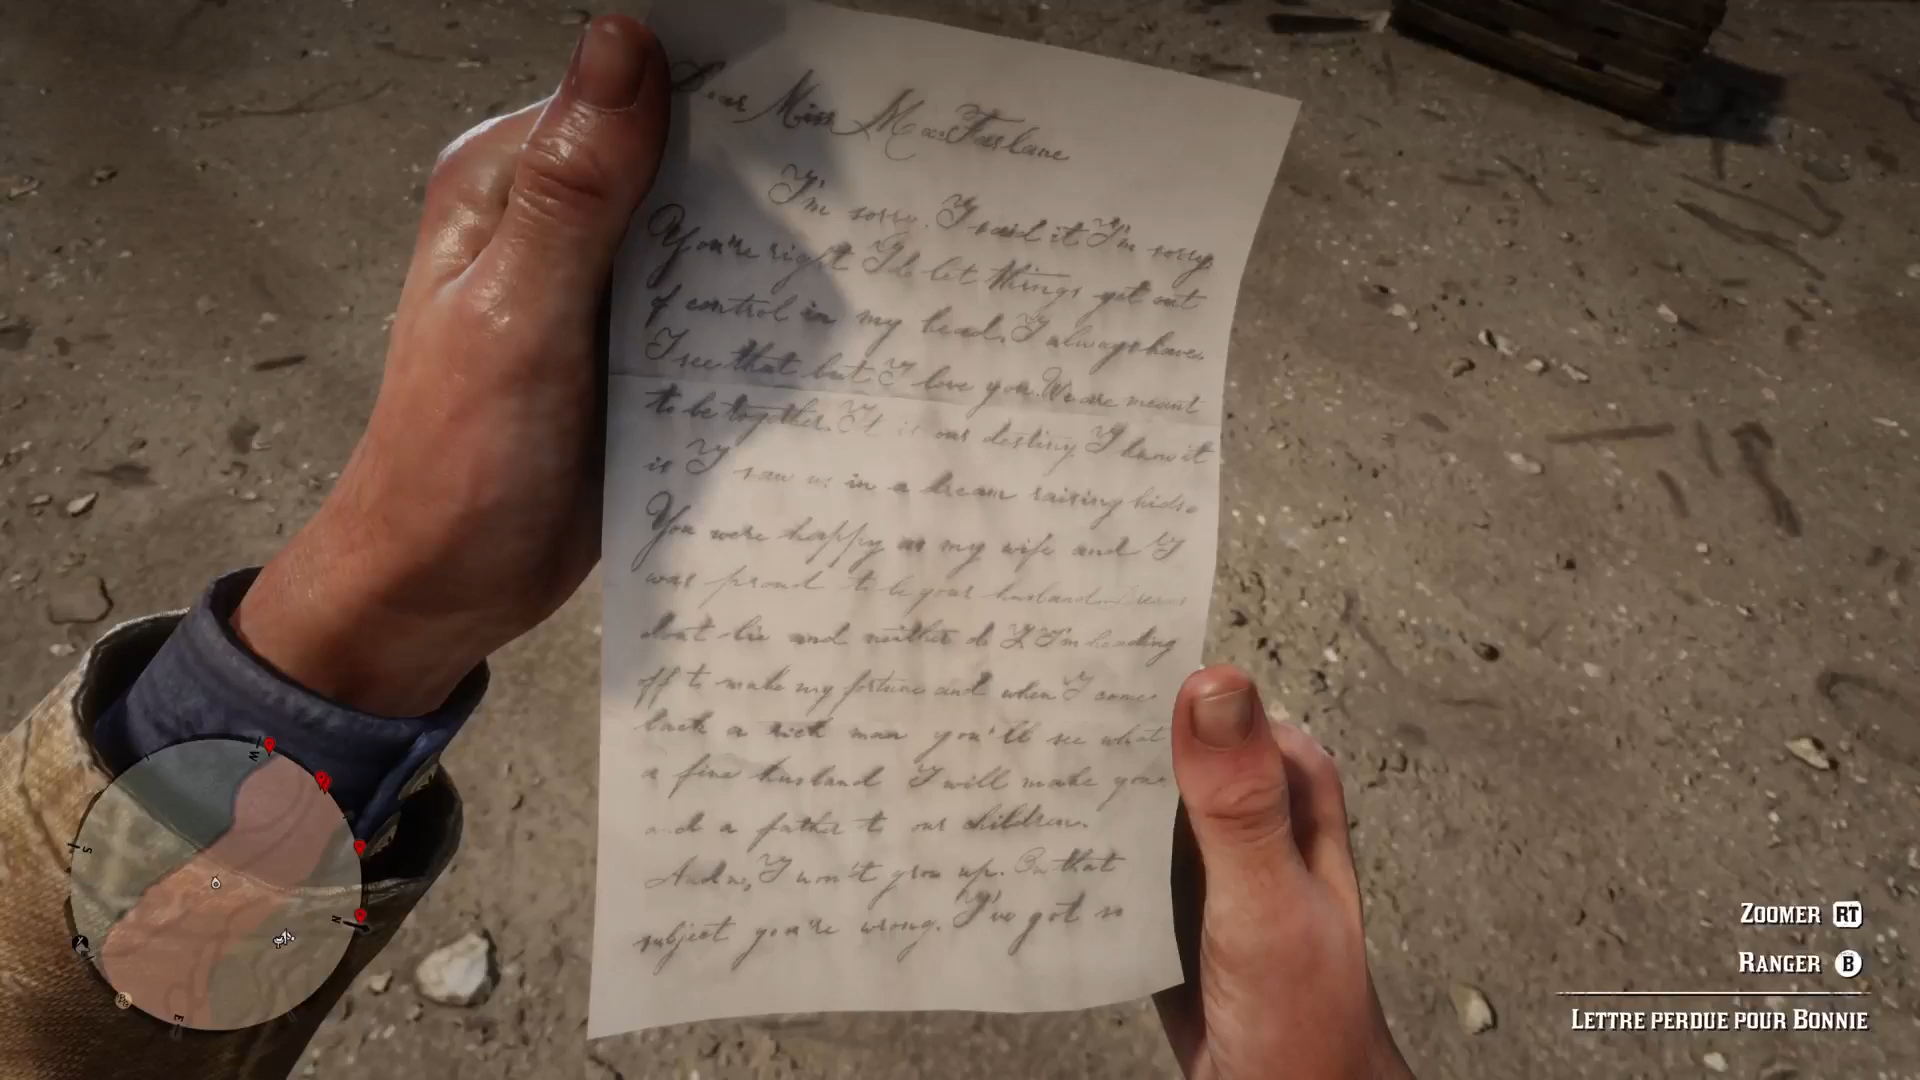 Dear Miss MacFarlane
I'm sorry. I said it I'm sorry.
You're right I do let things get out
of control in my head. I always have.
I see that but I love you. We are meant
to be together. It is our destiny I know it
is I saw us in a dream raising kids.
You were happy as my wife and I
was proud to be your husband. Dreams
dont lie and neither do I I'm heading
off to make my fortune and when I come
back a rich man you'll see what
a fine husband I will make you
and a father to our children.
And no, I won't grow up. On that
subject you're wrong. I've got so
W
S
N
E
ZOOMER RT
RANGER B
LETTRE PERDUE POUR BONNIE